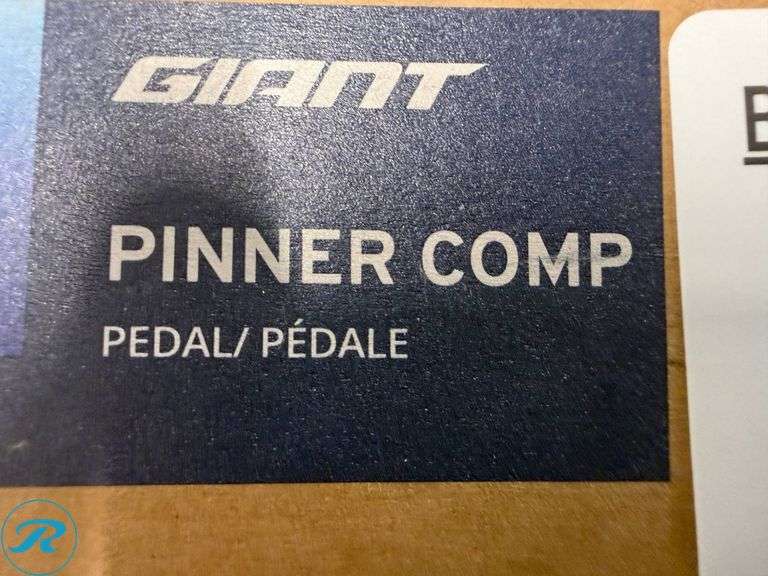 GIANT
PINNER COMP
PEDAL/ PÉDALE